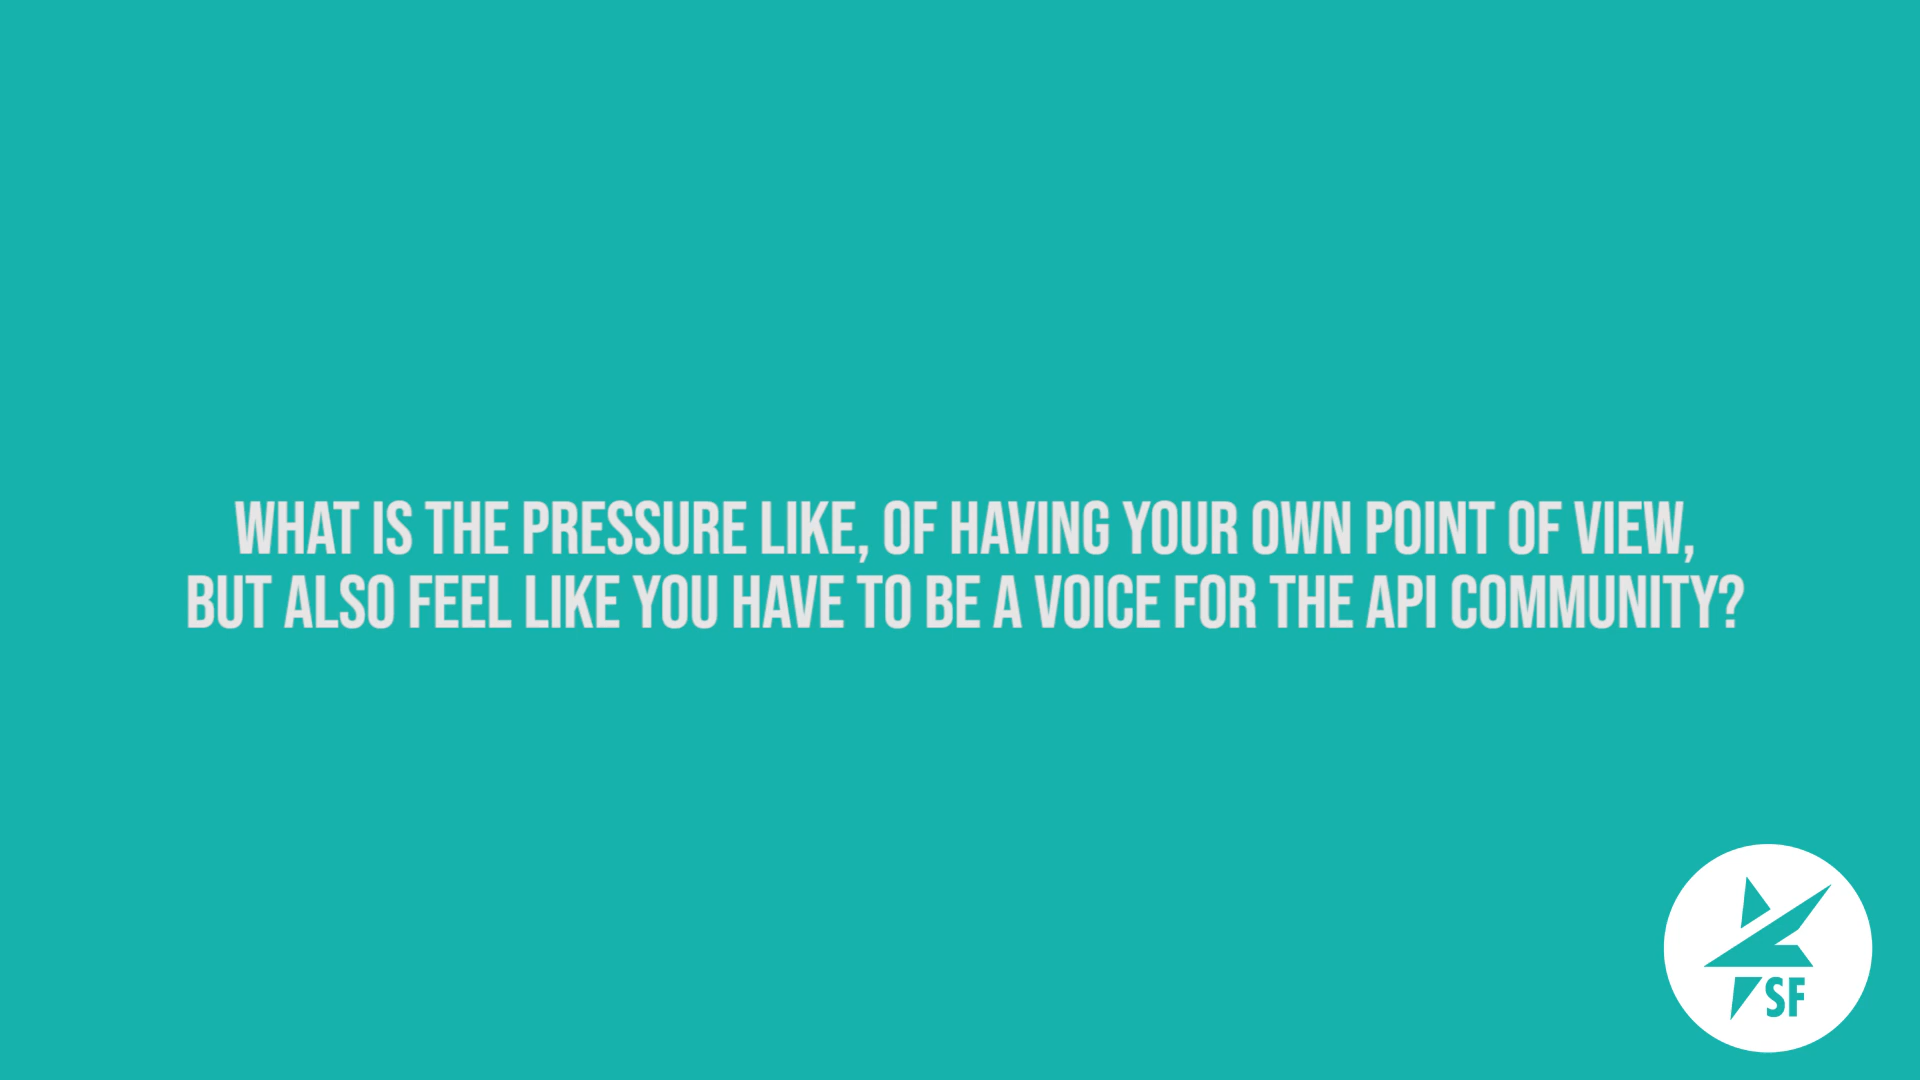 WHAT IS THE PRESSURE LIKE, OF HAVING YOUR OWN POINT OF VIEW,
BUT ALSO FEEL LIKE YOU HAVE TO BE A VOICE FOR THE API COMMUNITY?
SF